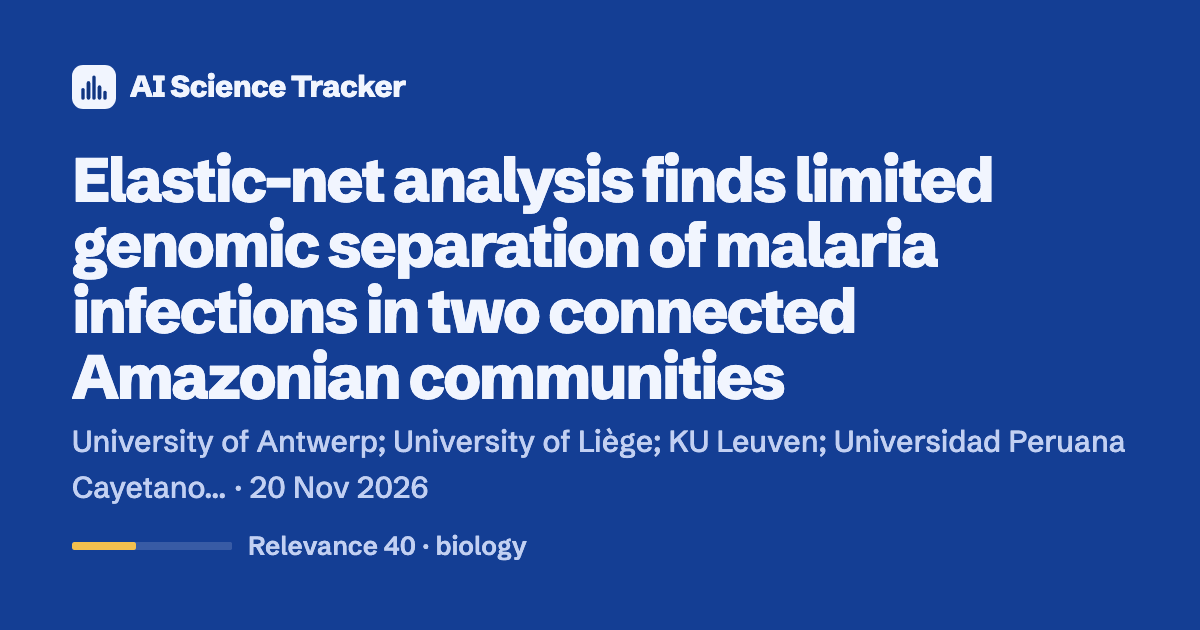 AI Science Tracker
Elastic-net analysis finds limited
genomic separation of malaria
infections in two connected
Amazonian communities
University of Antwerp; University of Liège; KU Leuven; Universidad Peruana
Cayetano... · 20 Nov 2026
Relevance 40 · biology